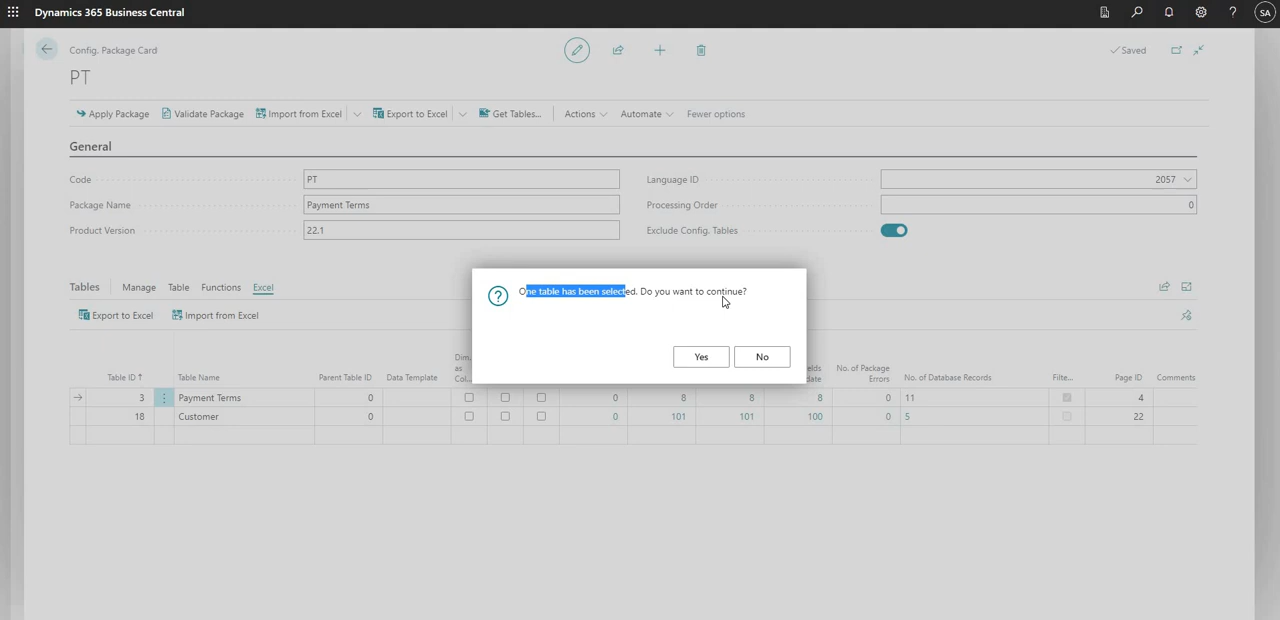 Dynamics 365 Business Central
SA
Config. Package Card
Saved
PT
Apply Package Validate Package Import from Excel Export to Excel Get Tables... Actions Automate Fewer options
General
Code PT Language ID 2057
Package Name Payment Terms Processing Order 0
Product Version 22.1 Exclude Config. Tables
One table has been selected. Do you want to continue?
Yes No
Tables Manage Table Functions Excel
Export to Excel Import from Excel
Table ID ↑ Table Name Parent Table ID Data Template Dim. as Col... No. of Package Errors No. of Database Records Filte... Page ID Comments
3 Payment Terms 0 0 8 8 8 0 11 4
18 Customer 0 0 101 101 100 0 5 22